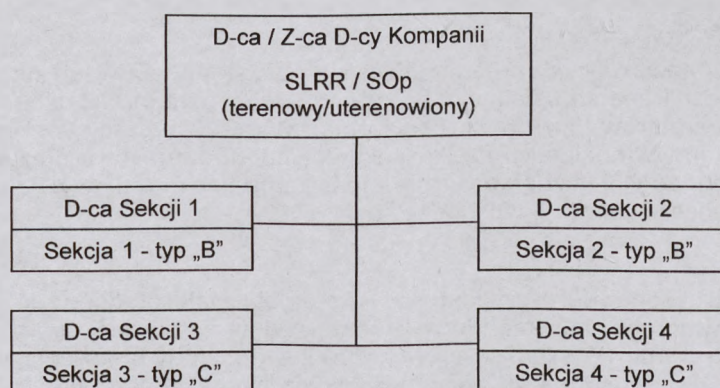 D-ca / Z-ca D-cy Kompanii
SLRR / SOp
(terenowy/uterenowiony)
D-ca Sekcji 1
Sekcja 1 - typ „B”
D-ca Sekcji 2
Sekcja 2 - typ „B”
D-ca Sekcji 3
Sekcja 3 - typ „C”
D-ca Sekcji 4
Sekcja 4 - typ „C”